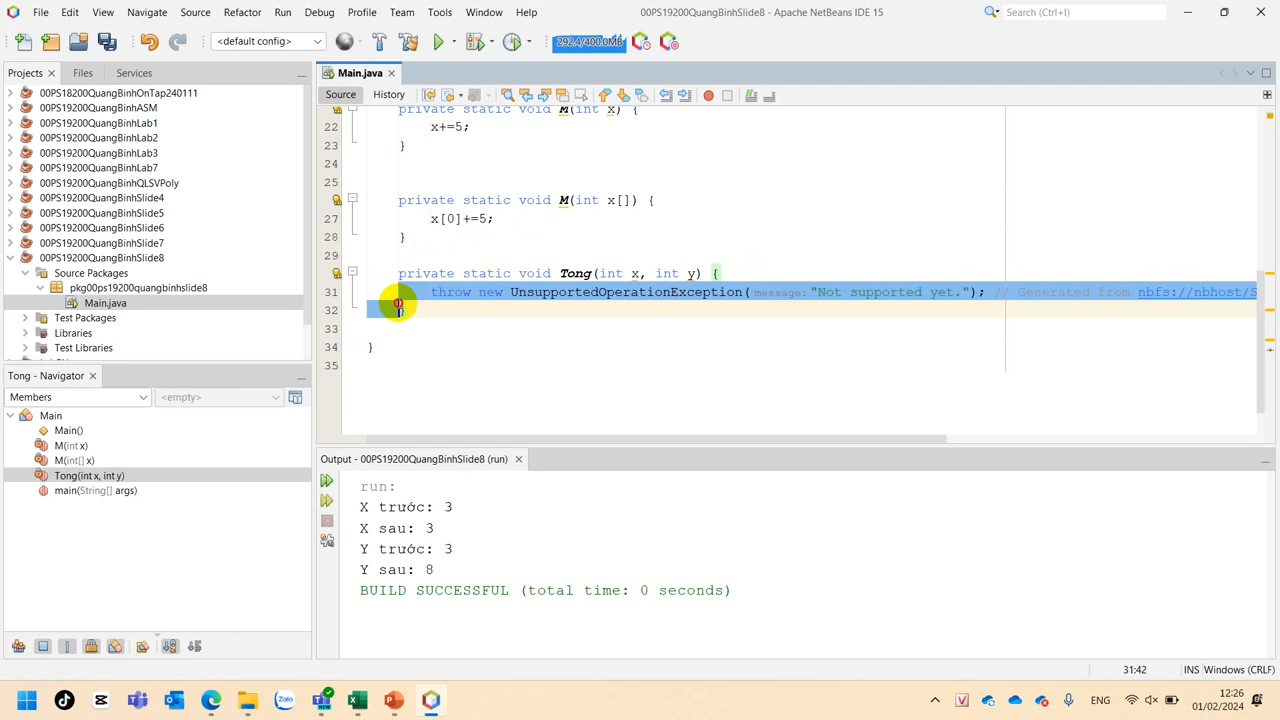 File Edit View Navigate Source Refactor Run Debug Profile Team Tools Window Help
00PS19200QuangBinhSlide8 - Apache NetBeans IDE 15
Search (Ctrl+I)
<default config>
292.4/400.0MB
Projects Files Services
Main.java
Source History
00PS18200QuangBinhOnTap240111
00PS19200QuangBinhASM
00PS19200QuangBinhLab1
00PS19200QuangBinhLab2
00PS19200QuangBinhLab3
00PS19200QuangBinhLab7
00PS19200QuangBinhQLSVPoly
00PS19200QuangBinhSlide4
00PS19200QuangBinhSlide5
00PS19200QuangBinhSlide6
00PS19200QuangBinhSlide7
00PS19200QuangBinhSlide8
Source Packages
pkg00ps19200quangbinhslide8
Main.java
Test Packages
Libraries
Test Libraries
private static void M(int x) {
22 x+=5;
23 }
24
25
private static void M(int x[]) {
27 x[0]+=5;
28 }
29
private static void Tong(int x, int y) {
31 throw new UnsupportedOperationException(message:"Not supported yet."); // Generated from nbfs://nbhost/S
32 }
33
34 }
35
Tong - Navigator
Members <empty>
Main
Main()
M(int x)
M(int[] x)
Tong(int x, int y)
main(String[] args)
Output - 00PS19200QuangBinhSlide8 (run)
run:
X trước: 3
X sau: 3
Y trước: 3
Y sau: 8
BUILD SUCCESSFUL (total time: 0 seconds)
31:42 INS Windows (CRLF)
Zalo
NEW
ENG
12:26
01/02/2024